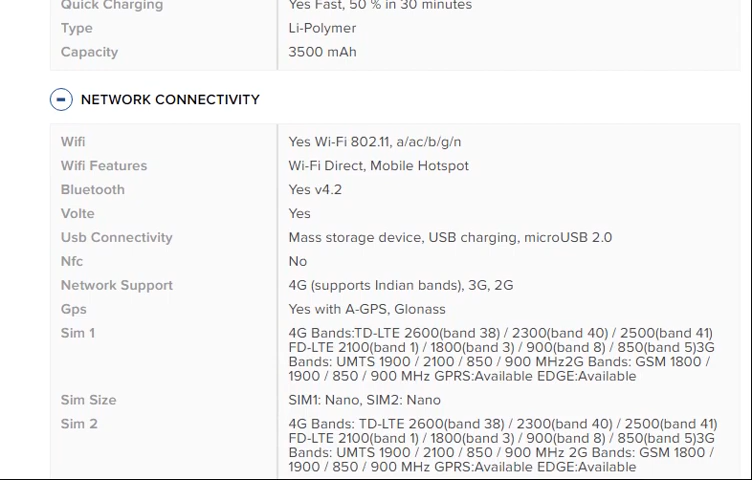 Quick Charging Yes Fast, 50 % in 30 minutes
Type Li-Polymer
Capacity 3500 mAh
NETWORK CONNECTIVITY
Wifi Yes Wi-Fi 802.11, a/ac/b/g/n
Wifi Features Wi-Fi Direct, Mobile Hotspot
Bluetooth Yes v4.2
Volte Yes
Usb Connectivity Mass storage device, USB charging, microUSB 2.0
Nfc No
Network Support 4G (supports Indian bands), 3G, 2G
Gps Yes with A-GPS, Glonass
Sim 1 4G Bands:TD-LTE 2600(band 38) / 2300(band 40) / 2500(band 41)
FD-LTE 2100(band 1) / 1800(band 3) / 900(band 8) / 850(band 5)3G
Bands: UMTS 1900 / 2100 / 850 / 900 MHz2G Bands: GSM 1800 /
1900 / 850 / 900 MHz GPRS:Available EDGE:Available
Sim Size SIM1: Nano, SIM2: Nano
Sim 2 4G Bands: TD-LTE 2600(band 38) / 2300(band 40) / 2500(band 41)
FD-LTE 2100(band 1) / 1800(band 3) / 900(band 8) / 850(band 5)3G
Bands: UMTS 1900 / 2100 / 850 / 900 MHz 2G Bands: GSM 1800 /
1900 / 850 / 900 MHz GPRS:Available EDGE:Available